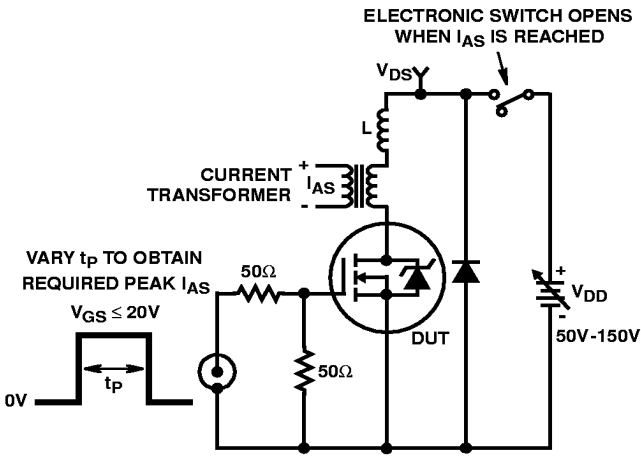 ELECTRONIC SWITCH OPENS
WHEN IAS IS REACHED
VDS
L
+
CURRENT
TRANSFORMER
IAS
-
VARY tP TO OBTAIN
REQUIRED PEAK IAS
50Ω
VGS ≤ 20V
+
VDD
-
50V-150V
DUT
50Ω
tP
0V